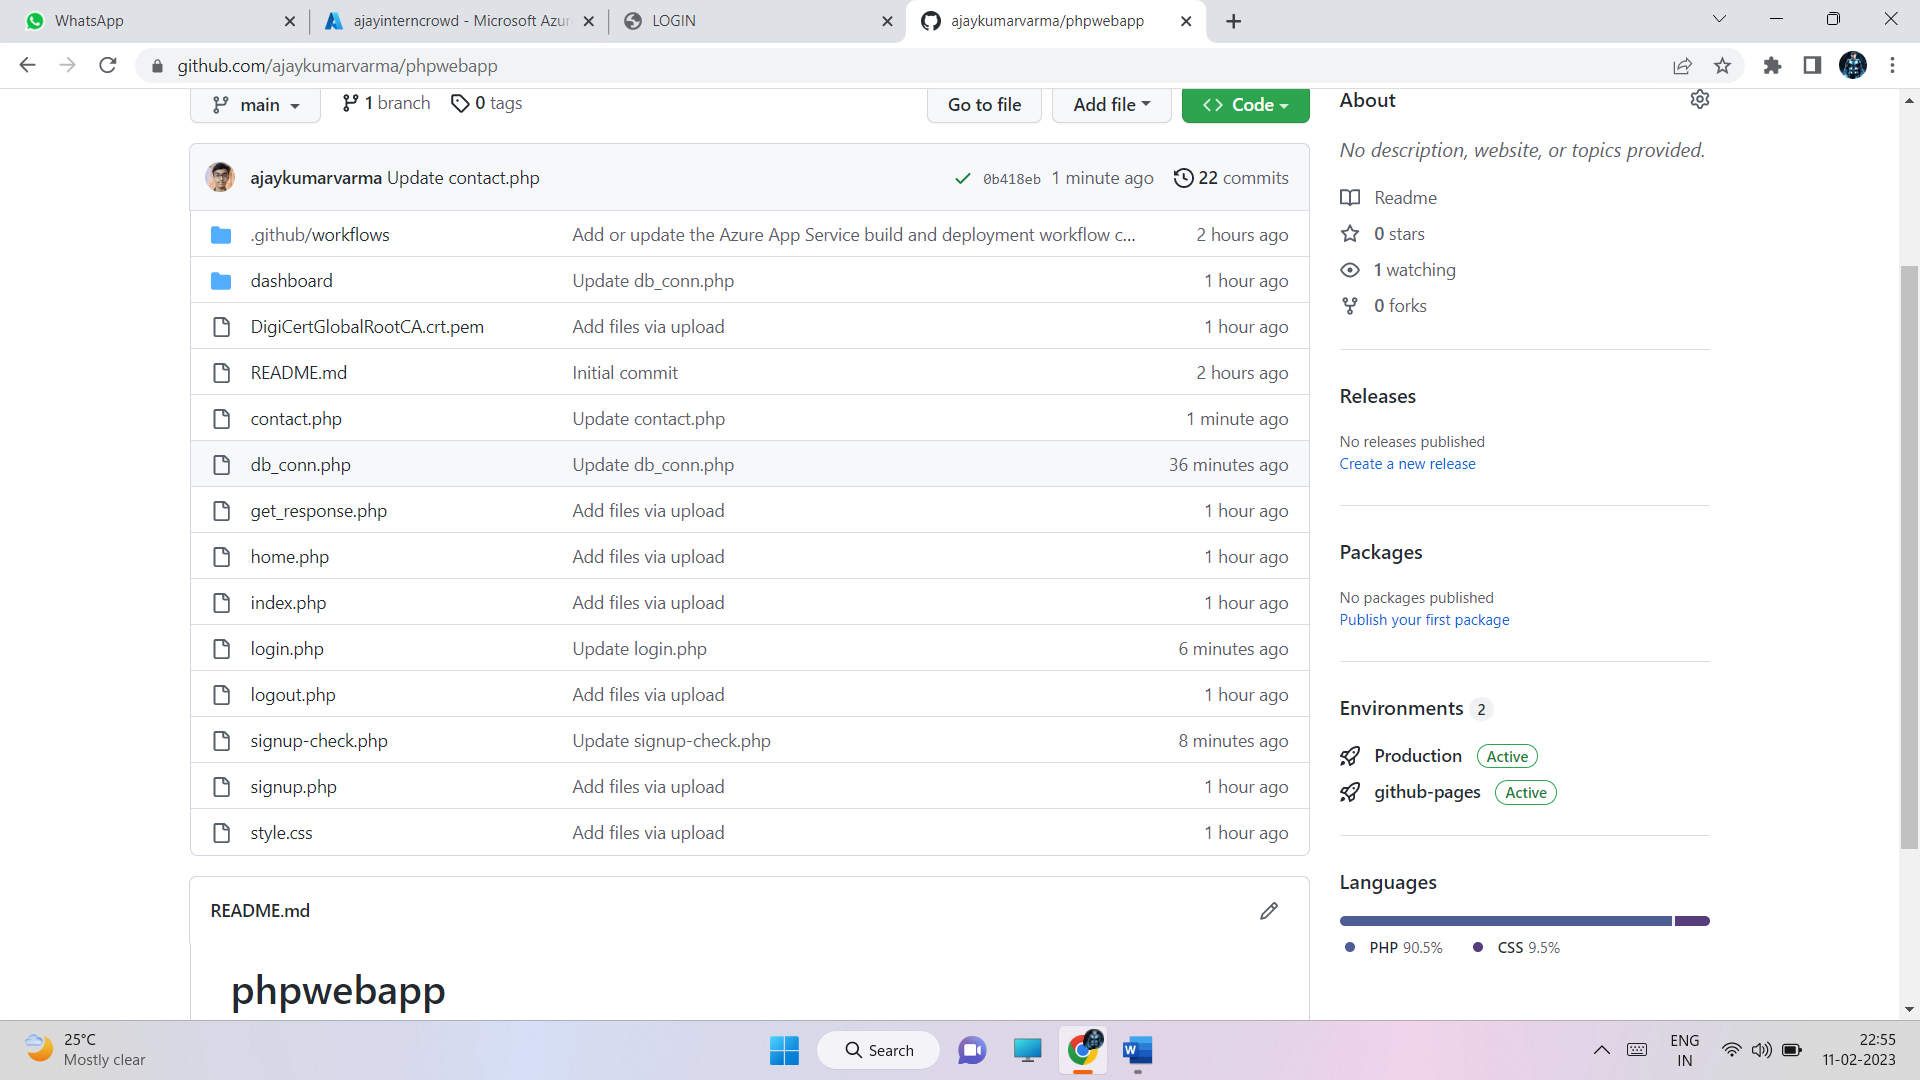 WhatsApp
ajayinterncrowd - Microsoft Azur
LOGIN
ajaykumarvarma/phpwebapp
github.com/ajaykumarvarma/phpwebapp
main
1 branch
0 tags
Go to file
Add file
Code
ajaykumarvarma Update contact.php
0b418eb 1 minute ago
22 commits
.github/workflows Add or update the Azure App Service build and deployment workflow c... 2 hours ago
dashboard Update db_conn.php 1 hour ago
DigiCertGlobalRootCA.crt.pem Add files via upload 1 hour ago
README.md Initial commit 2 hours ago
contact.php Update contact.php 1 minute ago
db_conn.php Update db_conn.php 36 minutes ago
get_response.php Add files via upload 1 hour ago
home.php Add files via upload 1 hour ago
index.php Add files via upload 1 hour ago
login.php Update login.php 6 minutes ago
logout.php Add files via upload 1 hour ago
signup-check.php Update signup-check.php 8 minutes ago
signup.php Add files via upload 1 hour ago
style.css Add files via upload 1 hour ago
README.md
phpwebapp
About
No description, website, or topics provided.
Readme
0 stars
1 watching
0 forks
Releases
No releases published
Create a new release
Packages
No packages published
Publish your first package
Environments 2
Production Active
github-pages Active
Languages
PHP 90.5% CSS 9.5%
25°C
Mostly clear
Search
W
ENG
IN
22:55
11-02-2023